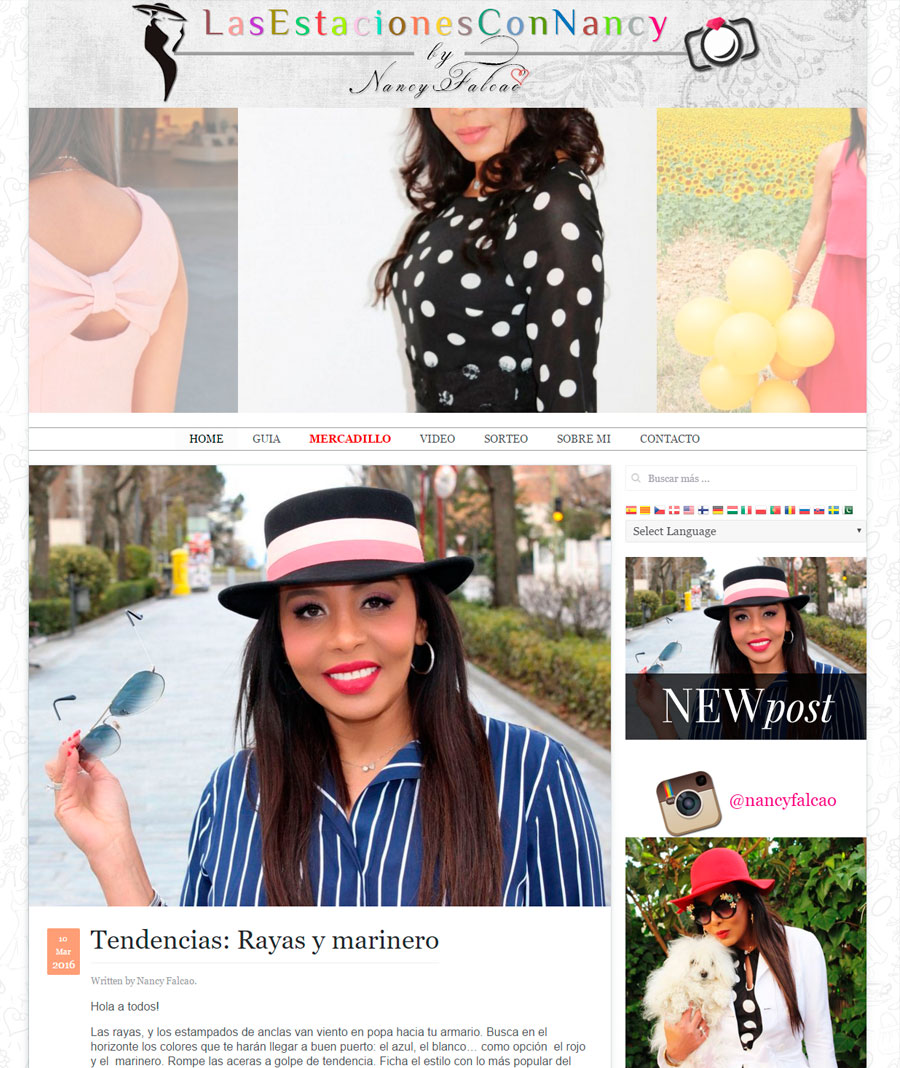 LasEstacionesConNancy
by
Nancy Falcao
HOME GUIA MERCADILLO VIDEO SORTEO SOBRE MI CONTACTO
Buscar más ...
Select Language
NEWpost
@nancyfalcao
10
Mar
2016
Tendencias: Rayas y marinero
Written by Nancy Falcao.
Hola a todos!
Las rayas, y los estampados de anclas van viento en popa hacia tu armario. Busca en el
horizonte los colores que te harán llegar a buen puerto: el azul, el blanco… como opción el rojo
y el marinero. Rompe las aceras a golpe de tendencia. Ficha el estilo con lo más popular del